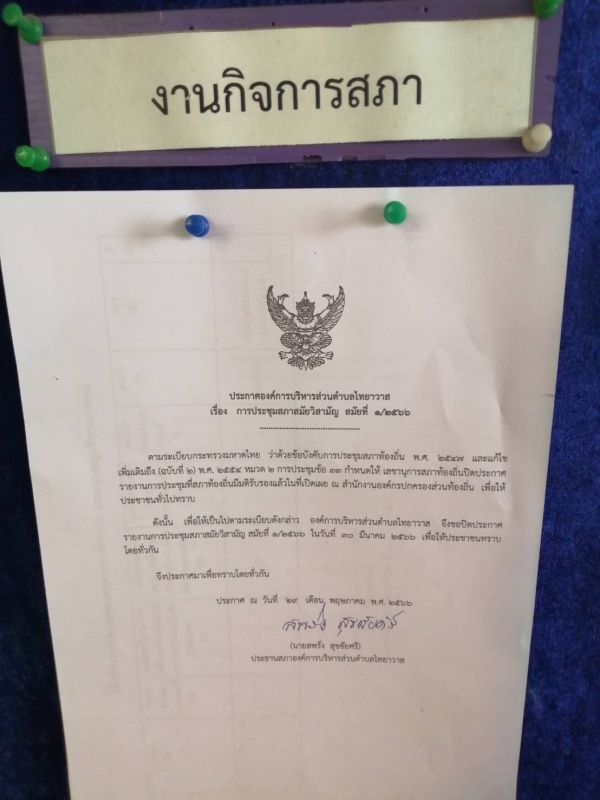 งานกิจการสภา
ประกาศองค์การบริหารส่วนตำบลไทยาวาส
เรื่อง การประชุมสภาสมัยวิสามัญ สมัยที่ ๑/๒๕๖๖
ตามระเบียบกระทรวงมหาดไทย ว่าด้วยข้อบังคับการประชุมสภาท้องถิ่น พ.ศ. ๒๕๔๗ และแก้ไข
เพิ่มเติมถึง (ฉบับที่ ๒) พ.ศ. ๒๕๕๔ หมวด ๒ การประชุมข้อ ๓๓ กำหนดให้ เลขานุการสภาท้องถิ่นปิดประกาศ
รายงานการประชุมที่สภาท้องถิ่นมีมติรับรองแล้วในที่เปิดเผย ณ สำนักงานองค์กรปกครองส่วนท้องถิ่น เพื่อให้
ประชาชนทั่วไปทราบ
ดังนั้น เพื่อให้เป็นไปตามระเบียบดังกล่าว องค์การบริหารส่วนตำบลไทยาวาส จึงขอปิดประกาศ
รายงานการประชุมสภาสมัยวิสามัญ สมัยที่ ๑/๒๕๖๖ ในวันที่ ๓๐ มีนาคม ๒๕๖๖ เพื่อให้ประชาชนทราบ
โดยทั่วกัน
จึงประกาศมาเพื่อทราบโดยทั่วกัน
ประกาศ ณ วันที่ ๒๙ เดือน พฤษภาคม พ.ศ. ๒๕๖๖
(นายสพรั่ง สุขชัยศรี)
ประธานสภาองค์การบริหารส่วนตำบลไทยาวาส